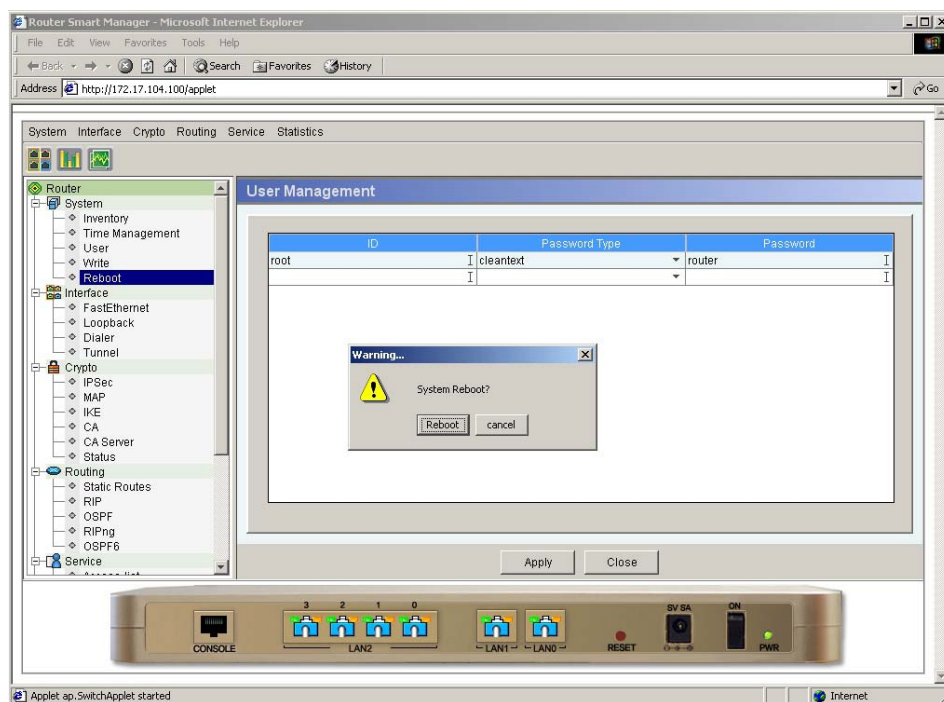 Router Smart Manager - Microsoft Internet Explorer
File Edit View Favorites Tools Help
Back Search Favorites History
Address http://172.17.104.100/applet Go
System Interface Crypto Routing Service Statistics
Router
System
Inventory
Time Management
User
Write
Reboot
Interface
FastEthernet
Loopback
Dialer
Tunnel
Crypto
IPSec
MAP
IKE
CA
CA Server
Status
Routing
Static Routes
RIP
OSPF
RIPng
OSPF6
Service
User Management
ID Password Type Password
root cleantext router
Warning...
System Reboot?
Reboot cancel
Apply Close
CONSOLE
3 2 1 0
LAN2
LAN1 LAN0
RESET
5V 5A
ON
PWR
Applet ap.SwitchApplet started Internet